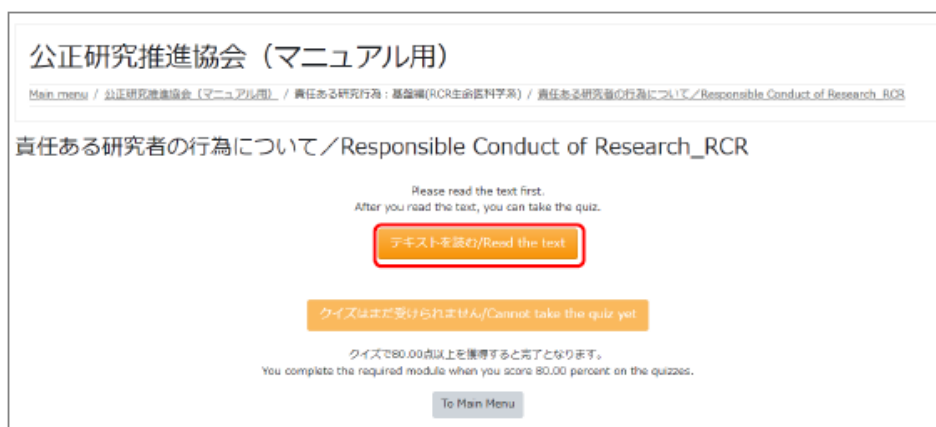 公正研究推進協会（マニュアル用）
Main menu / 公正研究推進協会（マニュアル用） / 責任ある研究行為：基盤編(RCR生命医科学系) / 責任ある研究者の行為について／Responsible Conduct of Research_RCR
責任ある研究者の行為について／Responsible Conduct of Research_RCR
Please read the text first.
After you read the text, you can take the quiz.
テキストを読む/Read the text
クイズはまだ受けられません/Cannot take the quiz yet
クイズで80.00点以上を獲得すると完了となります。
You complete the required module when you score 80.00 percent on the quizzes.
To Main Menu